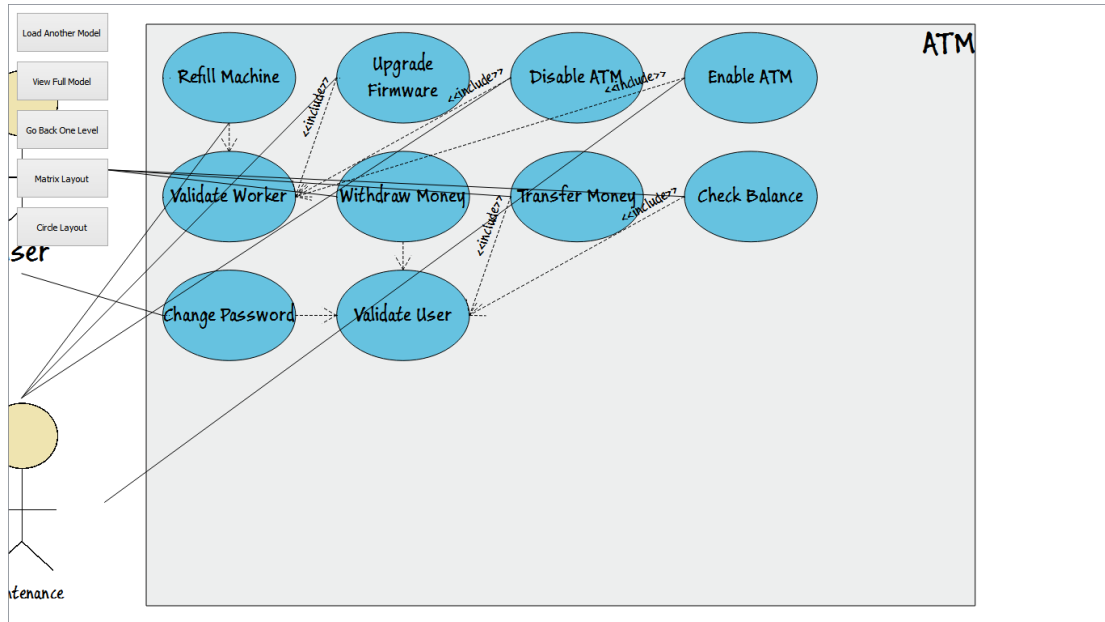 Load Another Model
View Full Model
Go Back One Level
Matrix Layout
Circle Layout
ser
ntenance
ATM
Refill Machine
Upgrade
Firmware
Disable ATM
Enable ATM
<<include>>
<<include>>
<<include>>
Validate Worker
Withdraw Money
Transfer Money
Check Balance
<<include>>
<<include>>
Change Password
Validate User